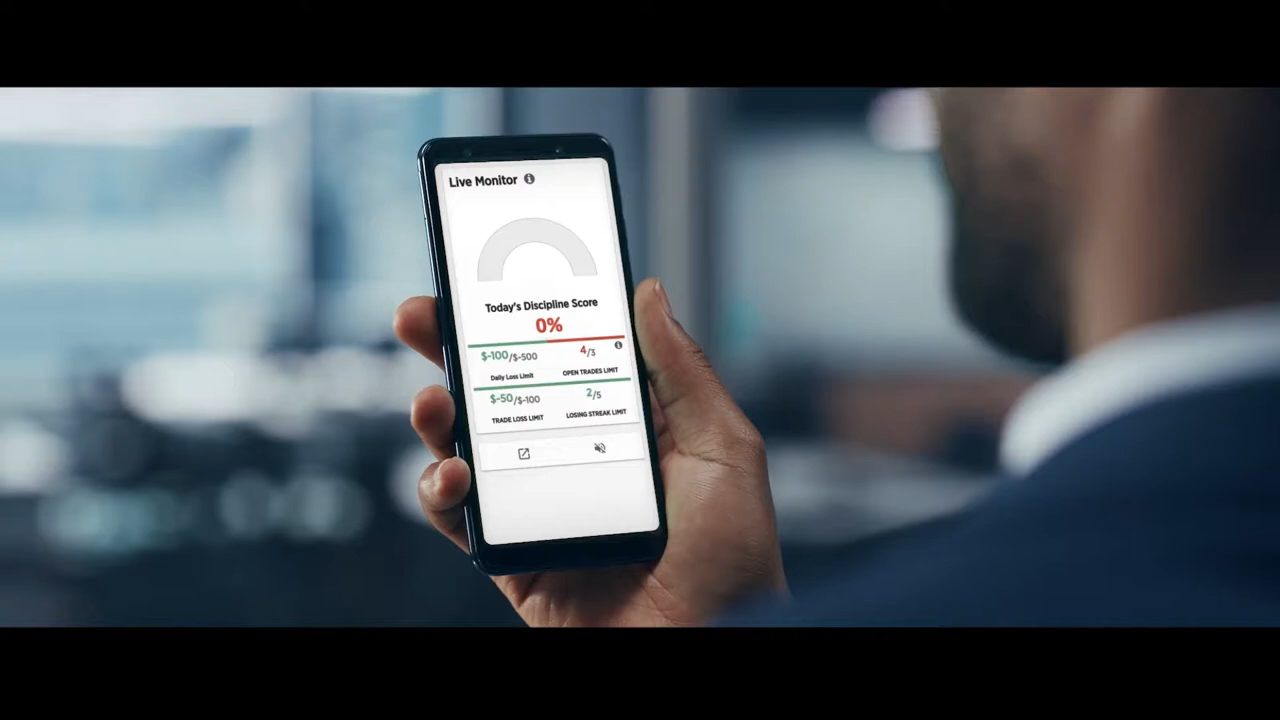 Live Monitor
Today's Discipline Score
0%
$-100/$-500 4/3
Daily Loss Limit OPEN TRADES LIMIT
$-50/$-100 2/5
TRADE LOSS LIMIT LOSING STREAK LIMIT